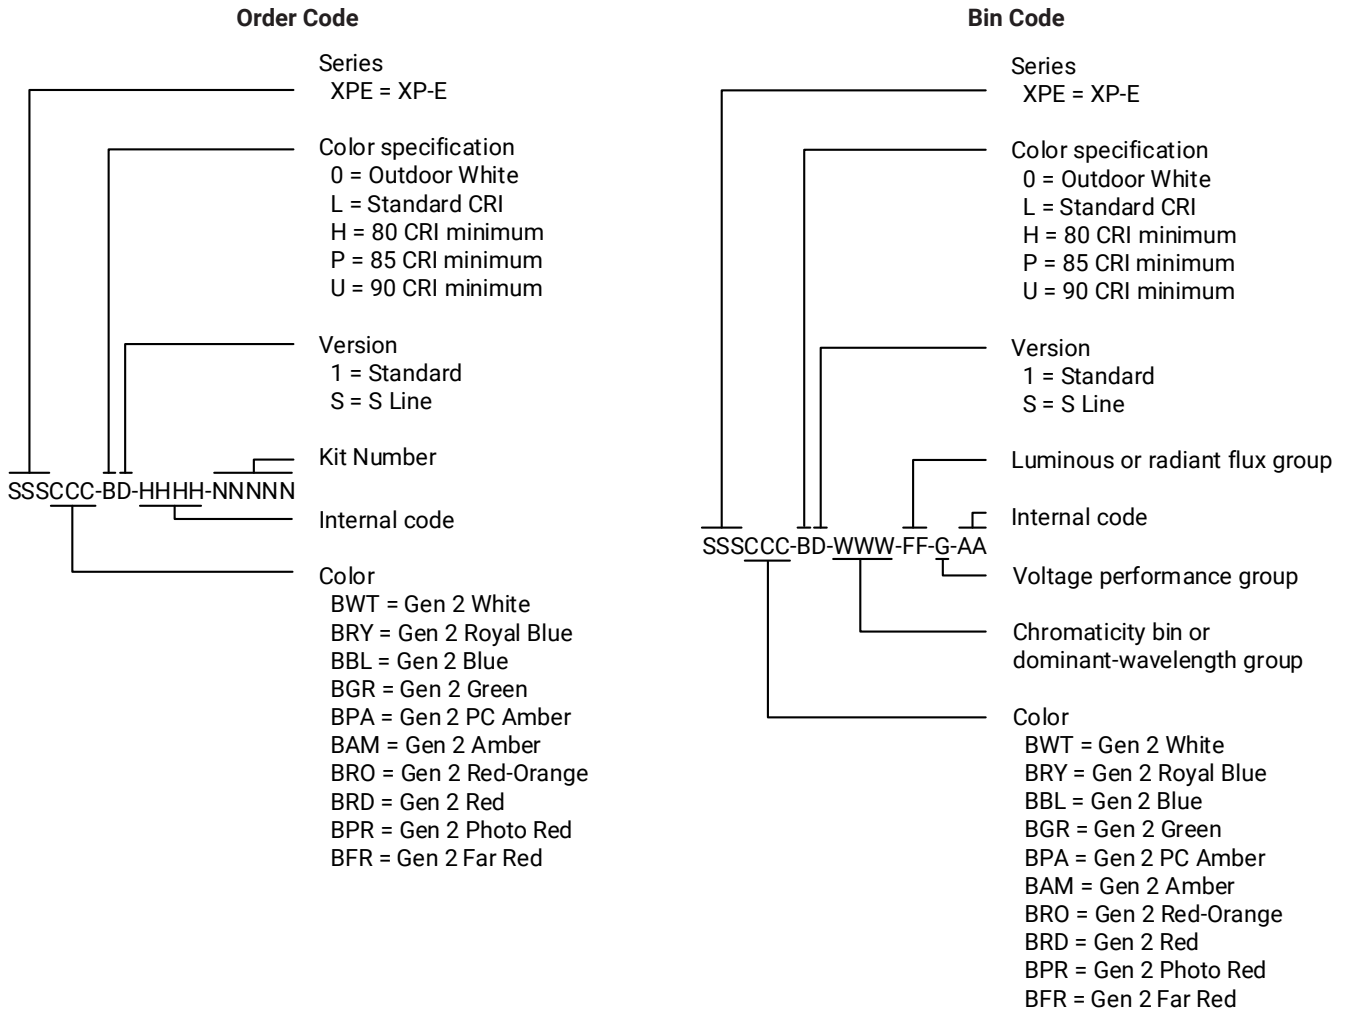 Order Code
Series
XPE = XP-E
Color specification
0 = Outdoor White
L = Standard CRI
H = 80 CRI minimum
P = 85 CRI minimum
U = 90 CRI minimum
Version
1 = Standard
S = S Line
Kit Number
SSSCCC-BD-HHHH-NNNNN
Internal code
Color
BWT = Gen 2 White
BRY = Gen 2 Royal Blue
BBL = Gen 2 Blue
BGR = Gen 2 Green
BPA = Gen 2 PC Amber
BAM = Gen 2 Amber
BRO = Gen 2 Red-Orange
BRD = Gen 2 Red
BPR = Gen 2 Photo Red
BFR = Gen 2 Far Red
Bin Code
Series
XPE = XP-E
Color specification
0 = Outdoor White
L = Standard CRI
H = 80 CRI minimum
P = 85 CRI minimum
U = 90 CRI minimum
Version
1 = Standard
S = S Line
Luminous or radiant flux group
Internal code
SSSCCC-BD-WWW-FF-G-AA
Voltage performance group
Chromaticity bin or
dominant-wavelength group
Color
BWT = Gen 2 White
BRY = Gen 2 Royal Blue
BBL = Gen 2 Blue
BGR = Gen 2 Green
BPA = Gen 2 PC Amber
BAM = Gen 2 Amber
BRO = Gen 2 Red-Orange
BRD = Gen 2 Red
BPR = Gen 2 Photo Red
BFR = Gen 2 Far Red